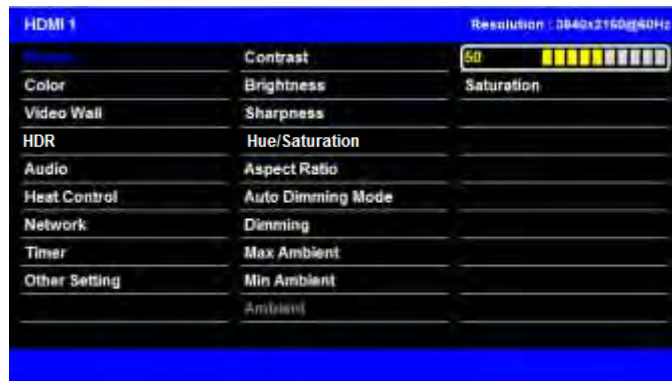 HDMI 1 Resolution : 3840x2160@60Hz
Contrast 50
Color Brightness Saturation
Video Wall Sharpness
HDR Hue/Saturation
Audio Aspect Ratio
Heat Control Auto Dimming Mode
Network Dimming
Timer Max Ambient
Other Setting Min Ambient
Ambient